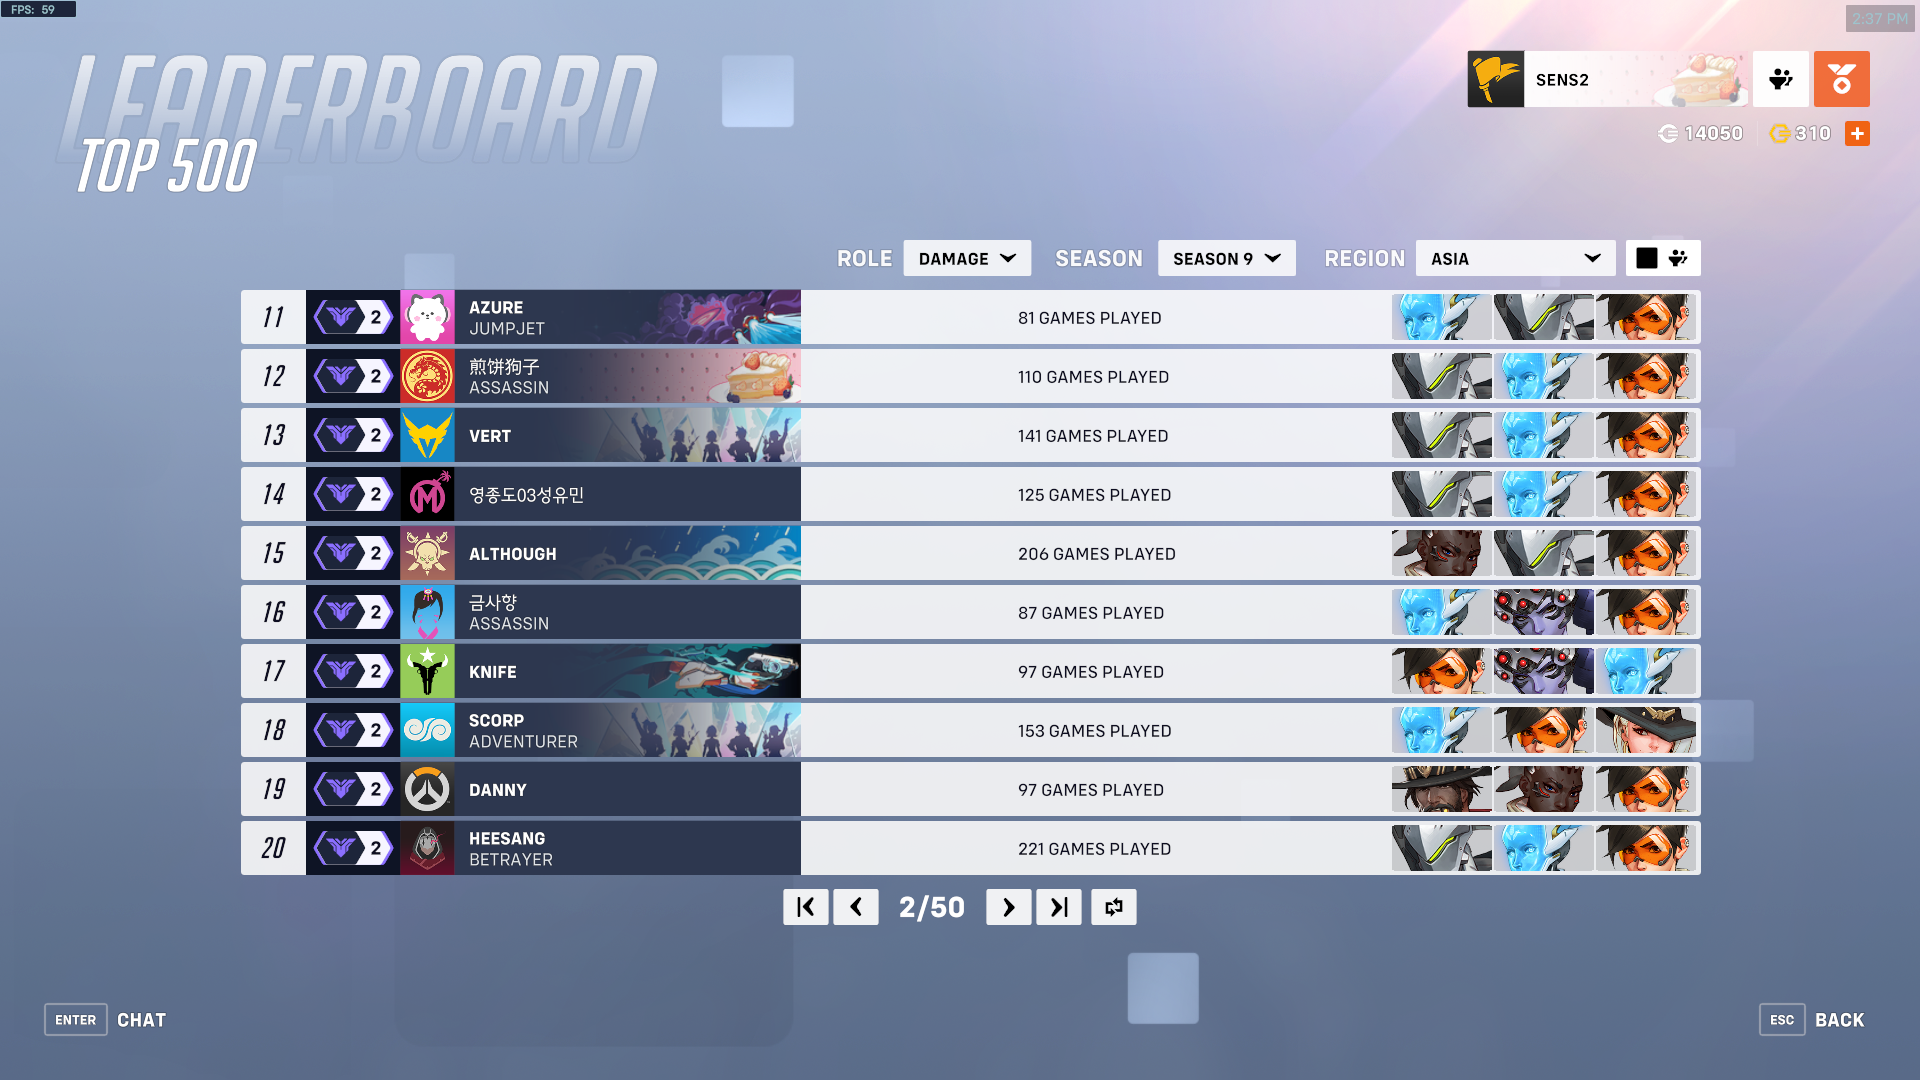 FPS: 59
2:37 PM
LEADERBOARD
TOP 500
SENS2
14050
310
ROLE DAMAGE SEASON SEASON 9 REGION ASIA
11 2 AZURE JUMPJET 81 GAMES PLAYED
12 2 煎饼狗子 ASSASSIN 110 GAMES PLAYED
13 2 VERT 141 GAMES PLAYED
14 2 영종도03성유민 125 GAMES PLAYED
15 2 ALTHOUGH 206 GAMES PLAYED
16 2 금사향 ASSASSIN 87 GAMES PLAYED
17 2 KNIFE 97 GAMES PLAYED
18 2 SCORP ADVENTURER 153 GAMES PLAYED
19 2 DANNY 97 GAMES PLAYED
20 2 HEESANG BETRAYER 221 GAMES PLAYED
2/50
ENTER CHAT
ESC BACK